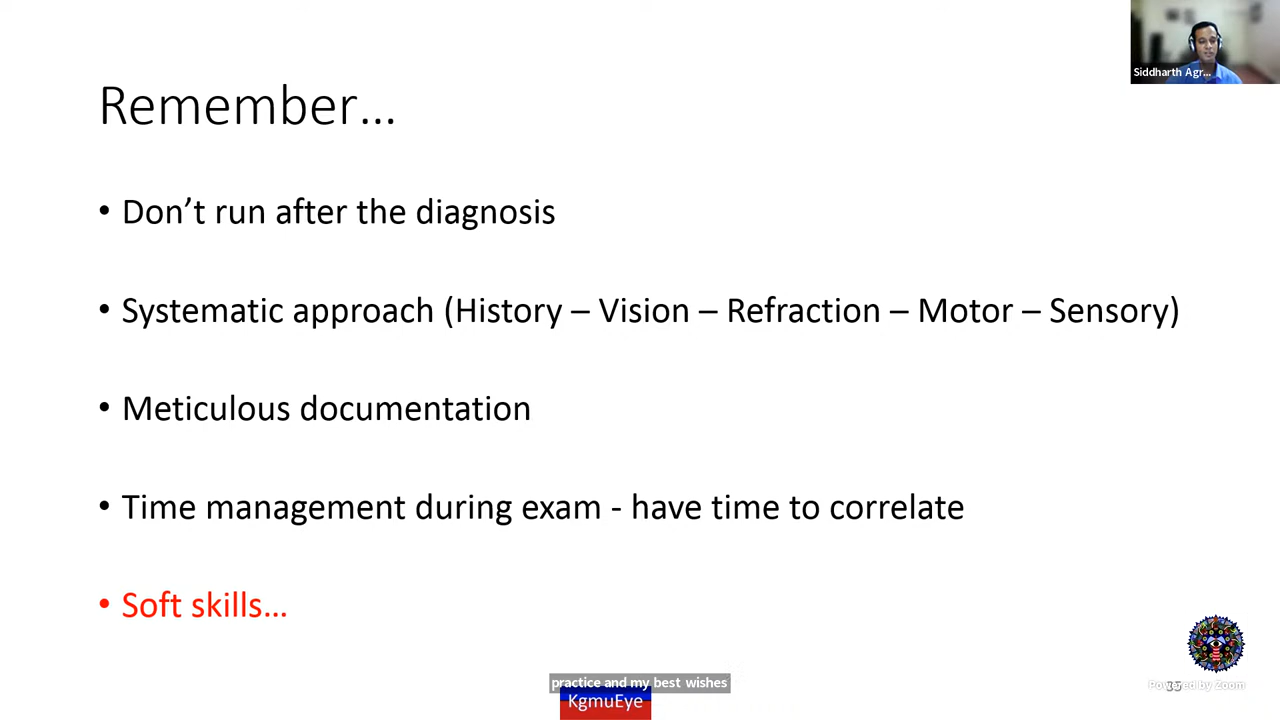 Siddharth Agr...
Remember...
• Don’t run after the diagnosis
• Systematic approach (History – Vision – Refraction – Motor – Sensory)
• Meticulous documentation
• Time management during exam - have time to correlate
• Soft skills...
practice and my best wishes
KgmuEye
Powered by Zoom
35